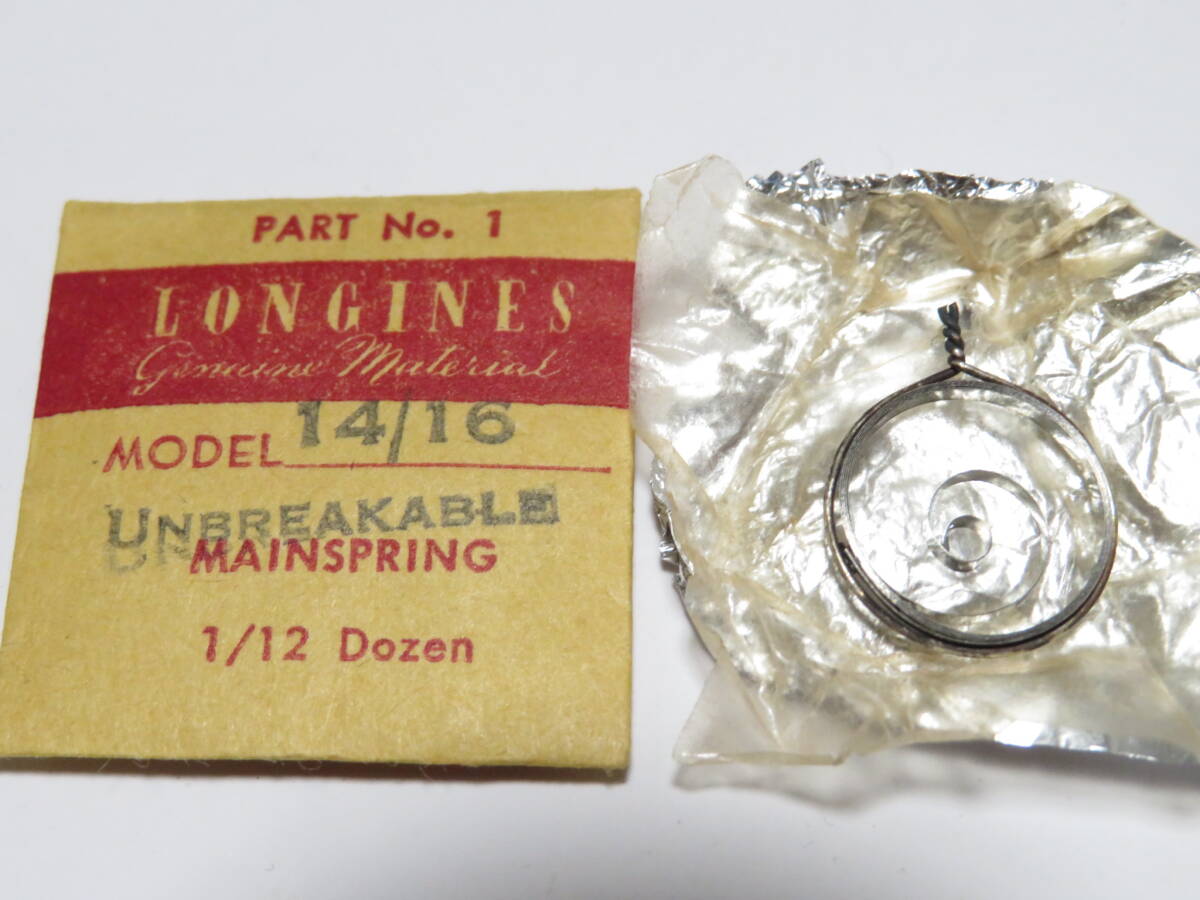 PART No. 1
LONGINES
Genuine Material
MODEL 14/16
UNBREAKABLE
MAINSPRING
1/12 Dozen